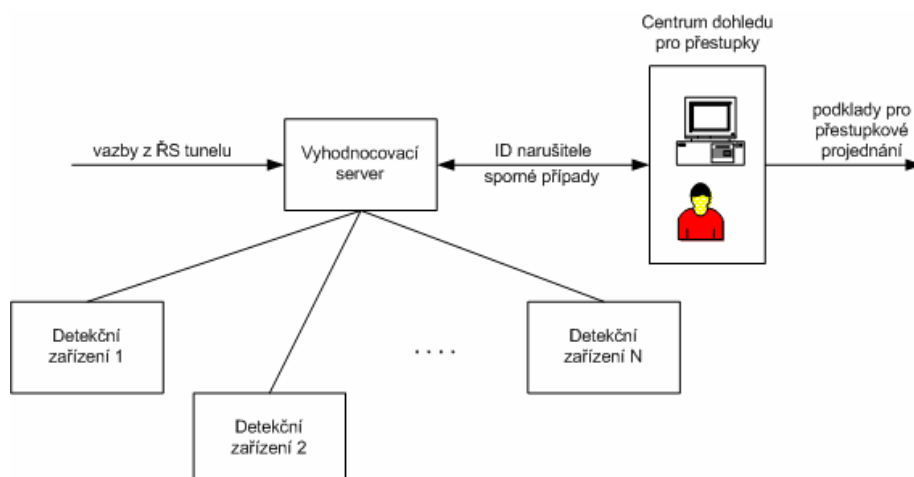 Centrum dohledu
pro přestupky
podklady pro
přestupkové
projednání
vazby z ŘS tunelu
Vyhodnocovací
server
ID narušitele
sporné případy
Detekční
zařízení 1
Detekční
zařízení 2
. . . .
Detekční
zařízení N